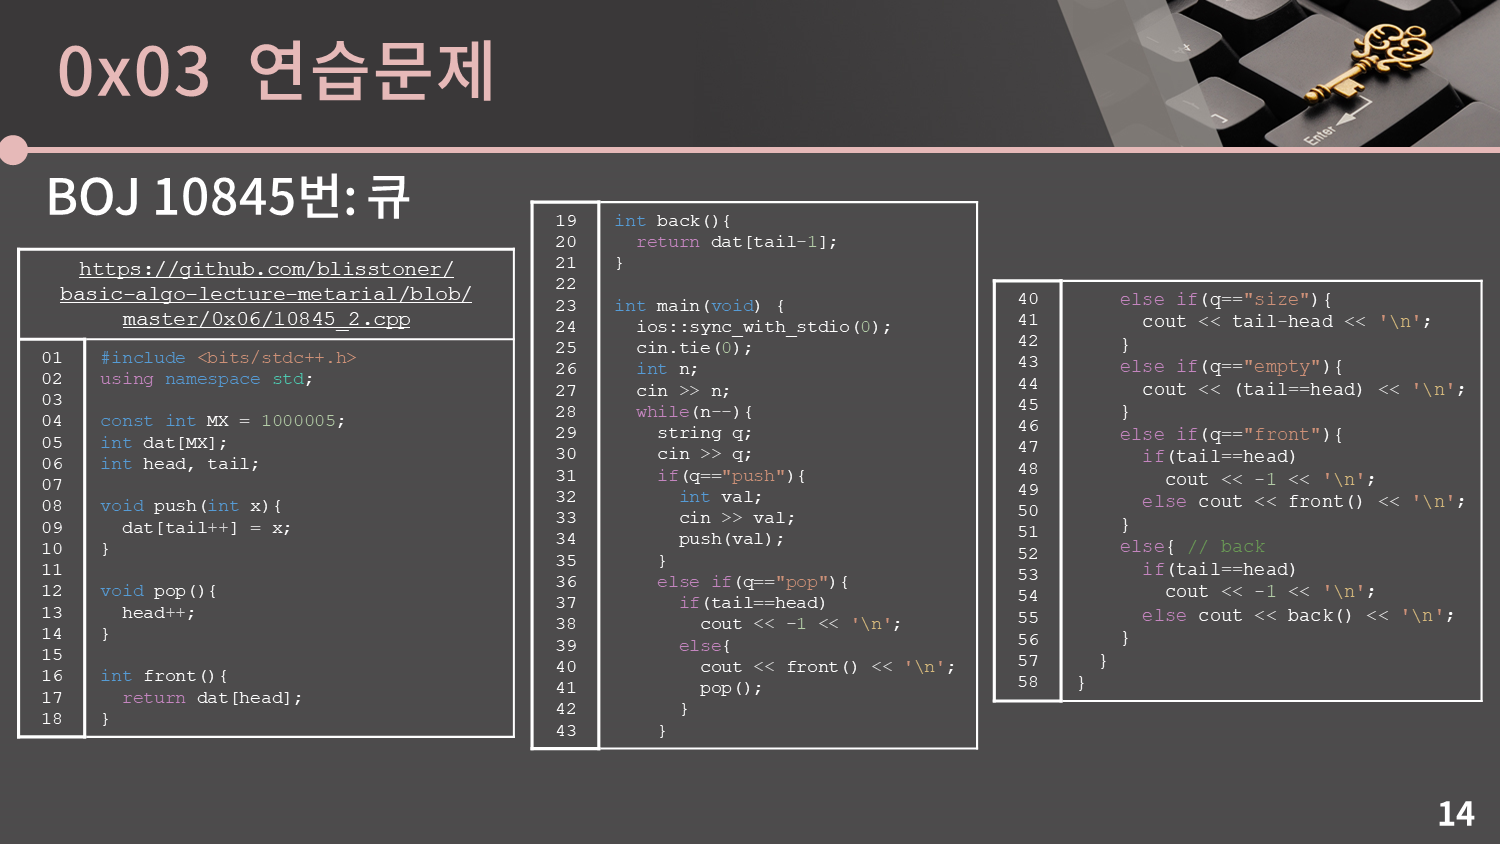 0x03 연습문제
BOJ 10845번: 큐
https://github.com/blisstoner/
basic-algo-lecture-metarial/blob/
master/0x06/10845_2.cpp
01 #include <bits/stdc++.h>
02 using namespace std;
03
04 const int MX = 1000005;
05 int dat[MX];
06 int head, tail;
07
08 void push(int x){
09   dat[tail++] = x;
10 }
11
12 void pop(){
13   head++;
14 }
15
16 int front(){
17   return dat[head];
18 }
19 int back(){
20   return dat[tail-1];
21 }
22
23 int main(void) {
24   ios::sync_with_stdio(0);
25   cin.tie(0);
26   int n;
27   cin >> n;
28   while(n--){
29     string q;
30     cin >> q;
31     if(q=="push"){
32       int val;
33       cin >> val;
34       push(val);
35     }
36     else if(q=="pop"){
37       if(tail==head)
38         cout << -1 << '\n';
39       else{
40         cout << front() << '\n';
41         pop();
42       }
43     }
40     else if(q=="size"){
41       cout << tail-head << '\n';
42     }
43     else if(q=="empty"){
44       cout << (tail==head) << '\n';
45     }
46     else if(q=="front"){
47       if(tail==head)
48         cout << -1 << '\n';
49       else cout << front() << '\n';
50     }
51     else{ // back
52       if(tail==head)
53         cout << -1 << '\n';
54       else cout << back() << '\n';
55     }
56   }
57 }
58
Enter
14